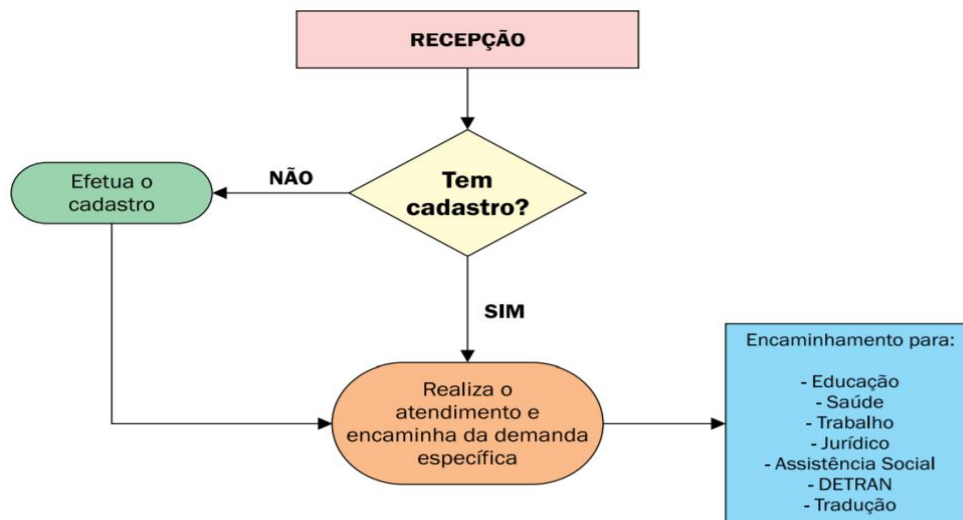 RECEPÇÃO
Tem
cadastro?
NÃO
Efetua o
cadastro
SIM
Realiza o
atendimento e
encaminha da demanda
específica
Encaminhamento para:
- Educação
- Saúde
- Trabalho
- Jurídico
- Assistência Social
- DETRAN
- Tradução